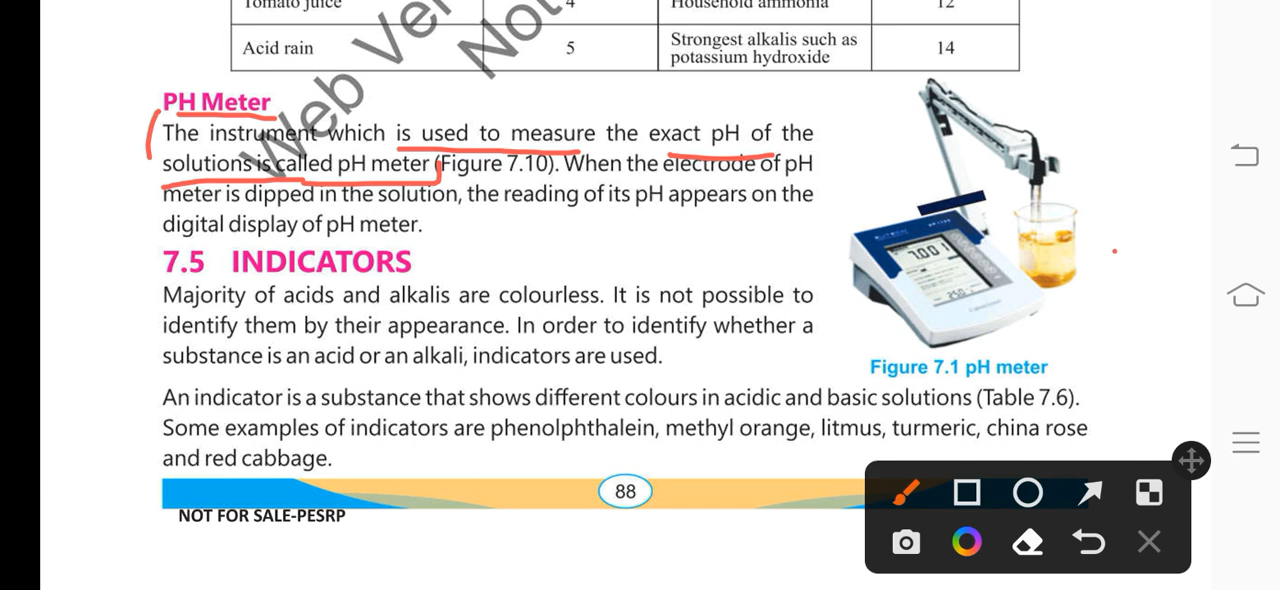 Tomato juice 4 Household ammonia 12
Acid rain 5 Strongest alkalis such as potassium hydroxide 14
PH Meter
The instrument which is used to measure the exact pH of the
solutions is called pH meter (Figure 7.10). When the electrode of pH
meter is dipped in the solution, the reading of its pH appears on the
digital display of pH meter.
7.5 INDICATORS
Majority of acids and alkalis are colourless. It is not possible to
identify them by their appearance. In order to identify whether a
substance is an acid or an alkali, indicators are used.
7.00
25.0
Figure 7.1 pH meter
An indicator is a substance that shows different colours in acidic and basic solutions (Table 7.6).
Some examples of indicators are phenolphthalein, methyl orange, litmus, turmeric, china rose
and red cabbage.
88
NOT FOR SALE-PESRP
Web Ver
Not